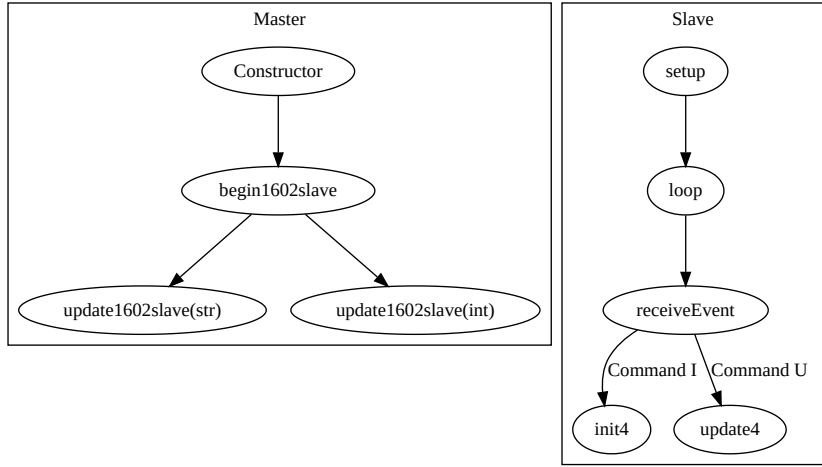 Master
Constructor
begin1602slave
update1602slave(str)
update1602slave(int)
Slave
setup
loop
receiveEvent
Command I
Command U
init4
update4